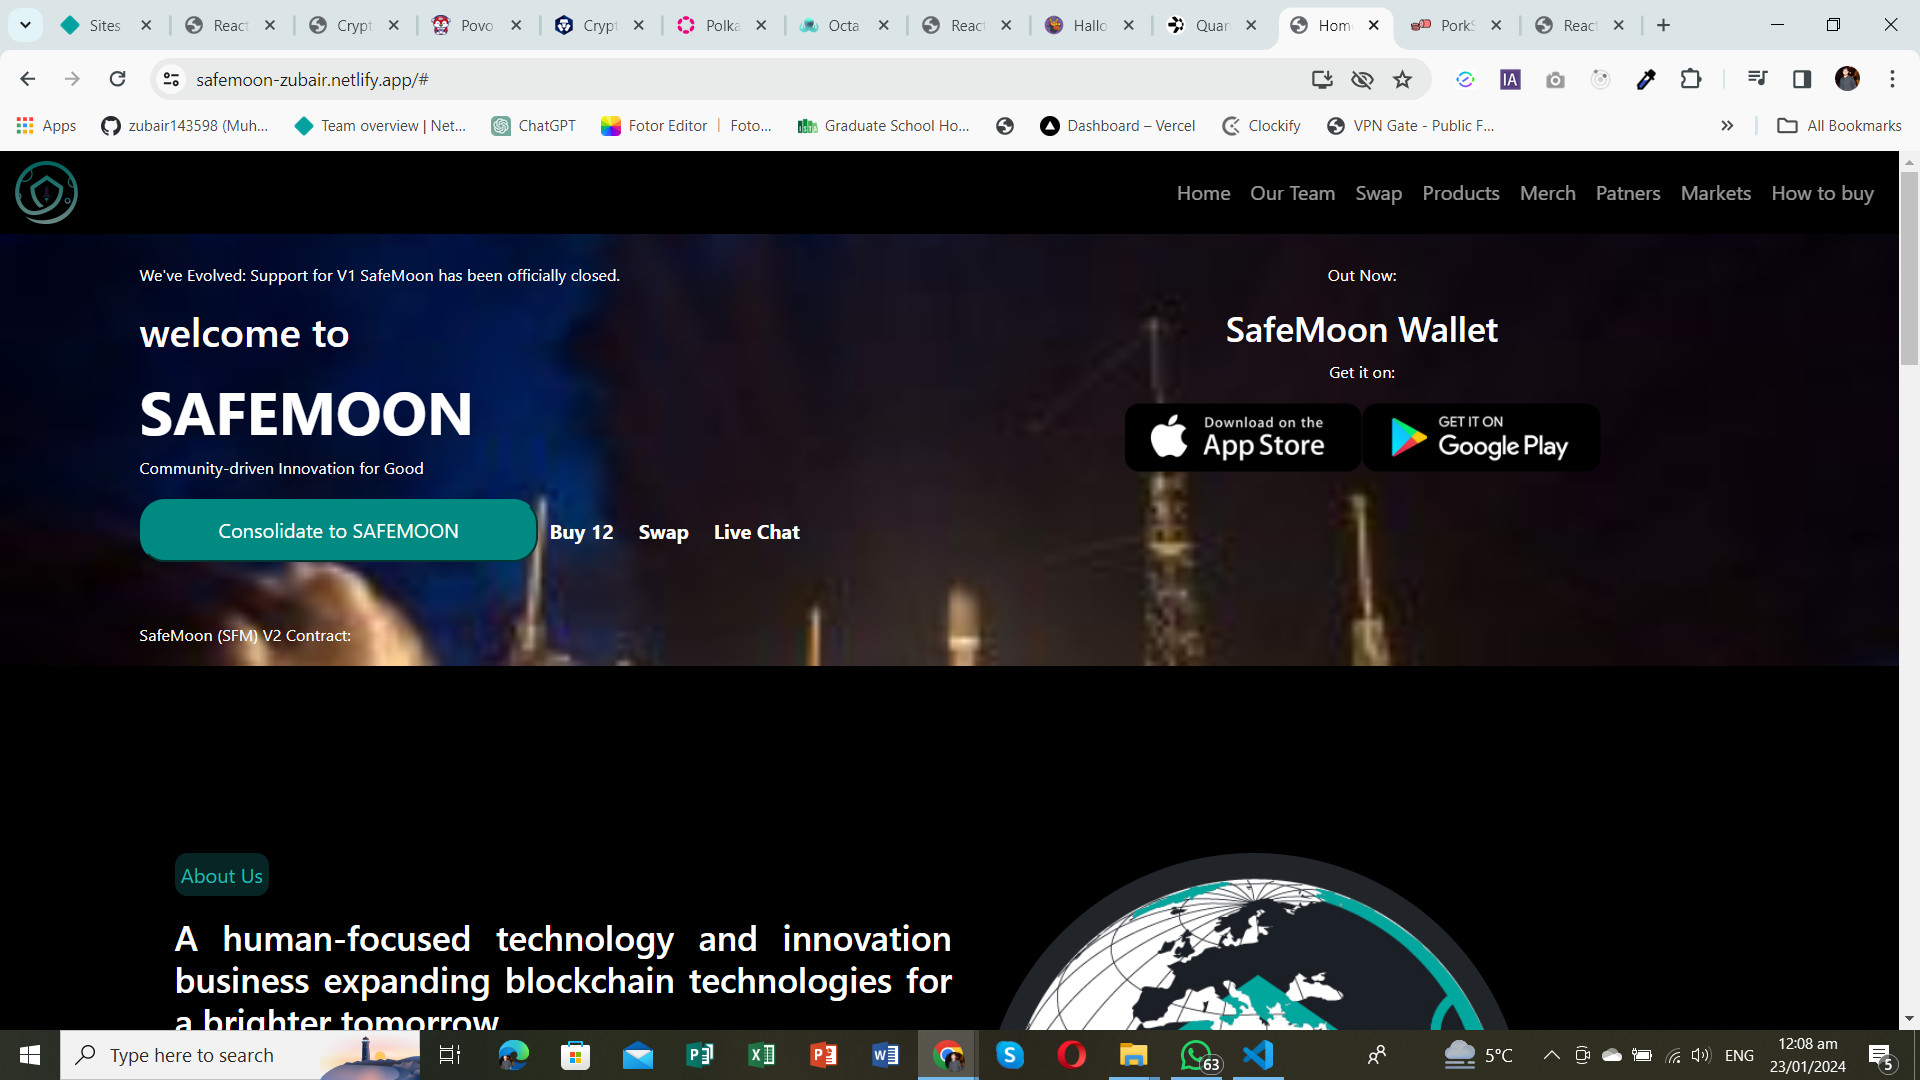 Sites
React
Crypt
Povo
Crypt
Polka
Octa
React
Hallo
Quan
Hom
PorkS
React
safemoon-zubair.netlify.app/#
IA
Apps
zubair143598 (Muh...
Team overview | Net...
ChatGPT
Fotor Editor | Foto...
Graduate School Ho...
Dashboard – Vercel
Clockify
VPN Gate - Public F...
All Bookmarks
Home
Our Team
Swap
Products
Merch
Patners
Markets
How to buy
We've Evolved: Support for V1 SafeMoon has been officially closed.
welcome to
SAFEMOON
Community-driven Innovation for Good
Consolidate to SAFEMOON
Buy 12
Swap
Live Chat
SafeMoon (SFM) V2 Contract:
Out Now:
SafeMoon Wallet
Get it on:
Download on the
App Store
GET IT ON
Google Play
About Us
A human-focused technology and innovation
business expanding blockchain technologies for
a brighter tomorrow
Type here to search
63
5°C
ENG
12:08 am
23/01/2024
5